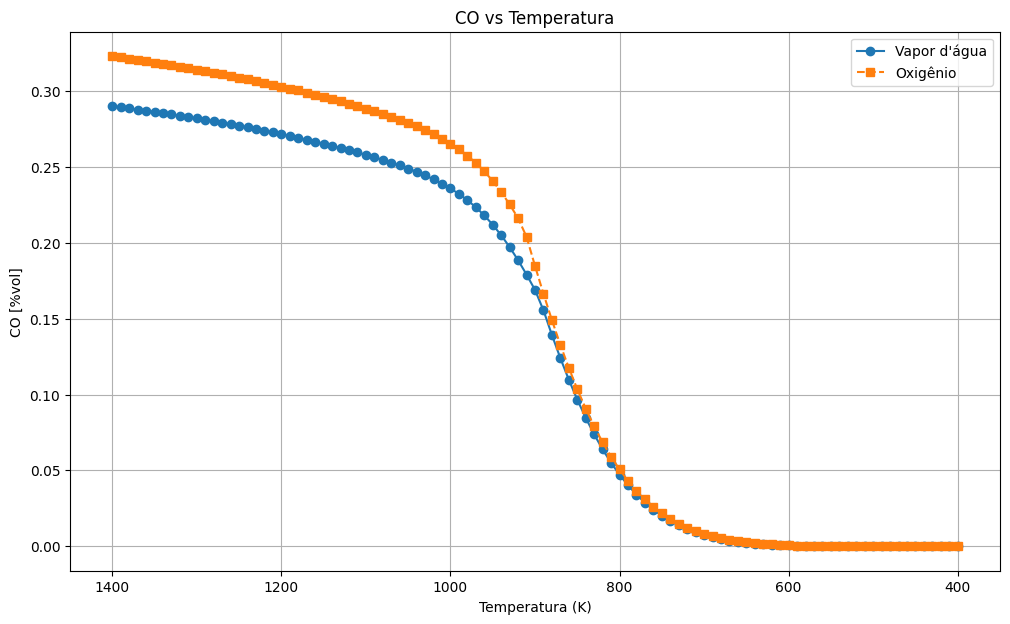 CO vs Temperatura
Vapor d'água
Oxigênio
CO [%vol]
0.30
0.25
0.20
0.15
0.10
0.05
0.00
1400 1200 1000 800 600 400
Temperatura (K)